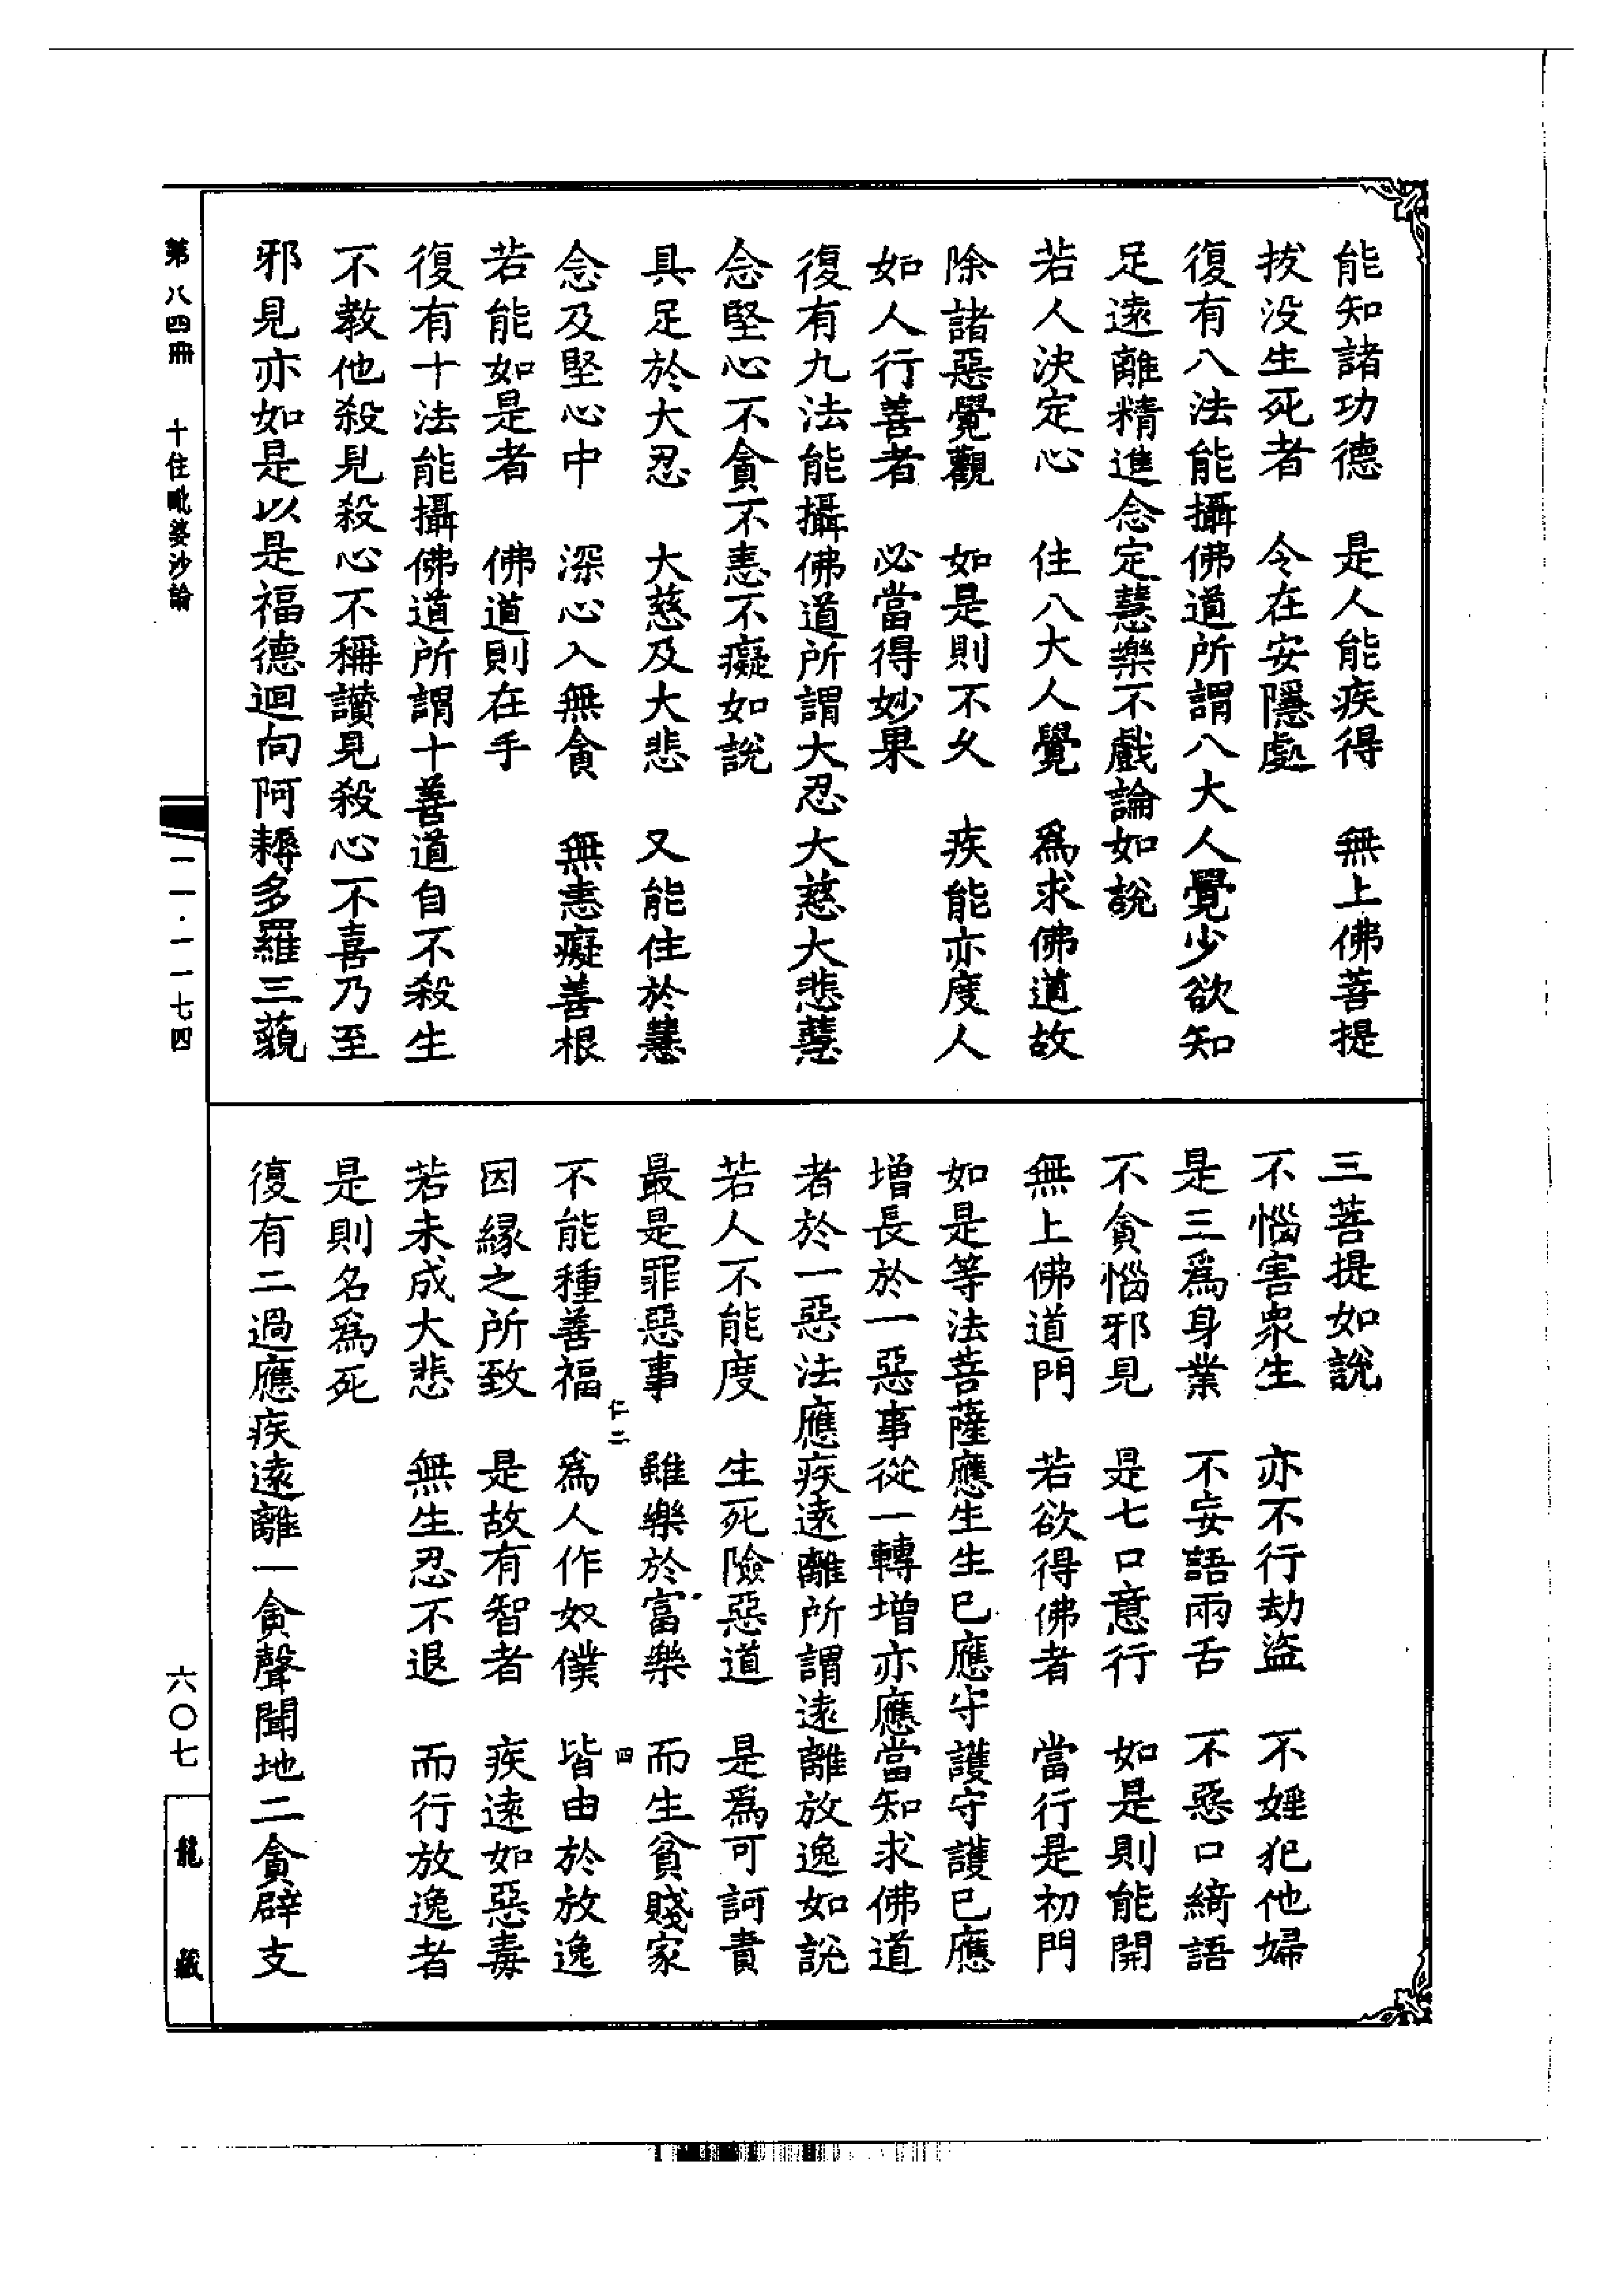 能知諸功德　是人能疾得　無上佛菩提
拔没生死者　令在安隱處
復有八法能攝佛道所謂八大人覺少欲知
足遠離精進念定慧樂不戲論如說
若人決定心　住八大人覺　爲求佛道故
除諸惡覺觀　如是則不久　疾能亦度人
如人行善者　必當得妙果
復有九法能攝佛道所謂大忍大慈大悲慧
念堅心不貪不恚不癡如說
具足於大忍　大慈及大悲　又能住於慧
念及堅心中　深心入無貪　無恚癡善根
若能如是者　佛道則在手
復有十法能攝佛道所謂十善道自不殺生
不教他殺見殺心不稱讚見殺心不喜乃至
邪見亦如是以是福德迴向阿耨多羅三藐
三菩提如說
不惱害衆生　亦不行劫盜　不婬犯他婦
是三爲身業　不妄語兩舌　不惡口綺語
不貪惱邪見　是七口意行　如是則能開
無上佛道門　若欲得佛者　當行是初門
如是等法菩薩應生生已應守護守護已應
增長於一惡事從一轉增亦應當知求佛道
者於一惡法應疾遠離所謂遠離放逸如說
若人不能度　生死險惡道　是爲可訶責
最是罪惡事　雖樂於富樂　而生貧賤家
仁二　四
不能種善福　爲人作奴僕　皆由於放逸
因緣之所致　是故有智者　疾遠如惡毒
若未成大悲　無生忍不退　而行放逸者
是則名爲死
復有二過應疾遠離一貪聲聞地二貪辟支
第八四冊　十住毗婆沙論　一一·一一七四　六〇七　龍藏